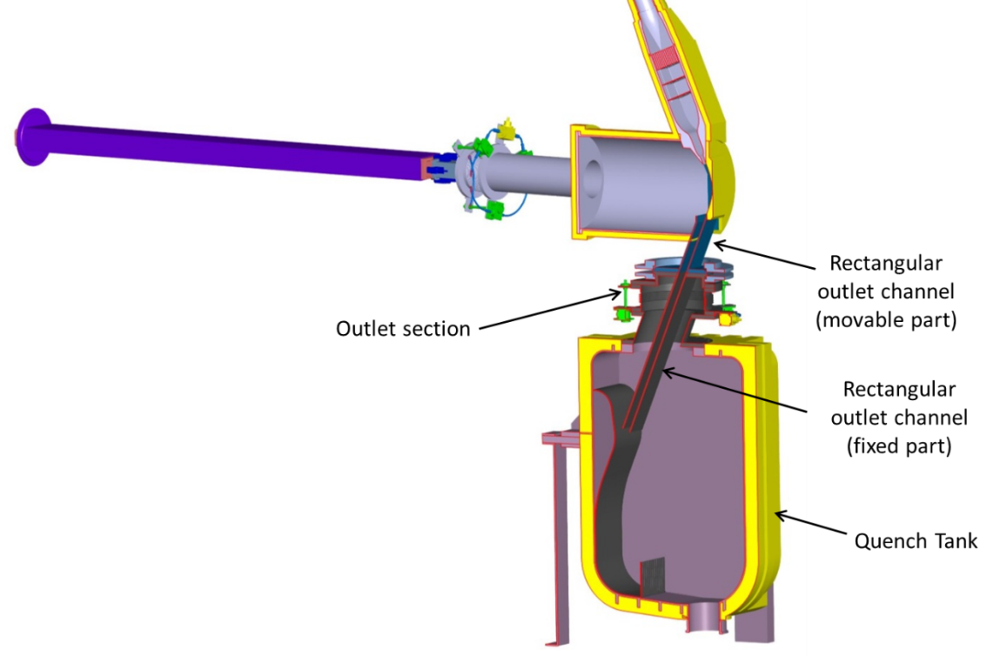 Rectangular
outlet channel
(movable part)
Outlet section
Rectangular
outlet channel
(fixed part)
Quench Tank